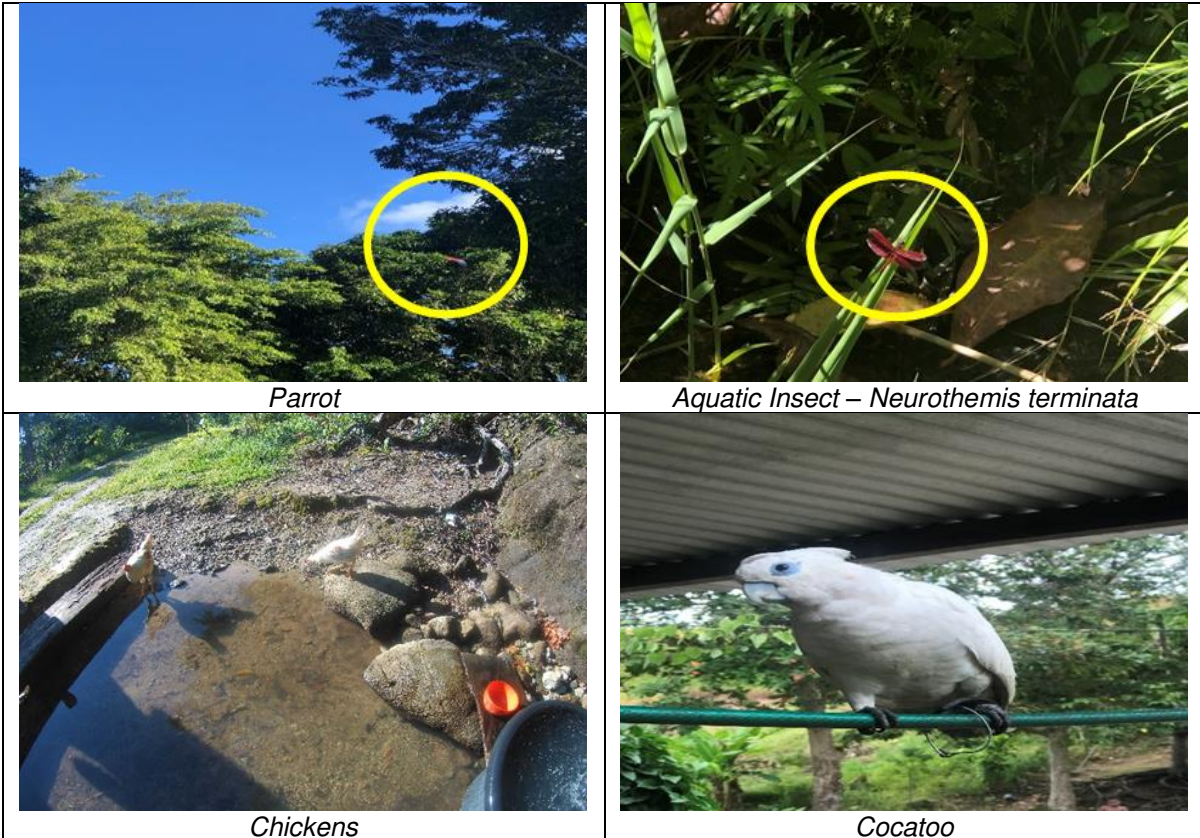 Parrot
Aquatic Insect – Neurothemis terminata
Chickens
Cocatoo